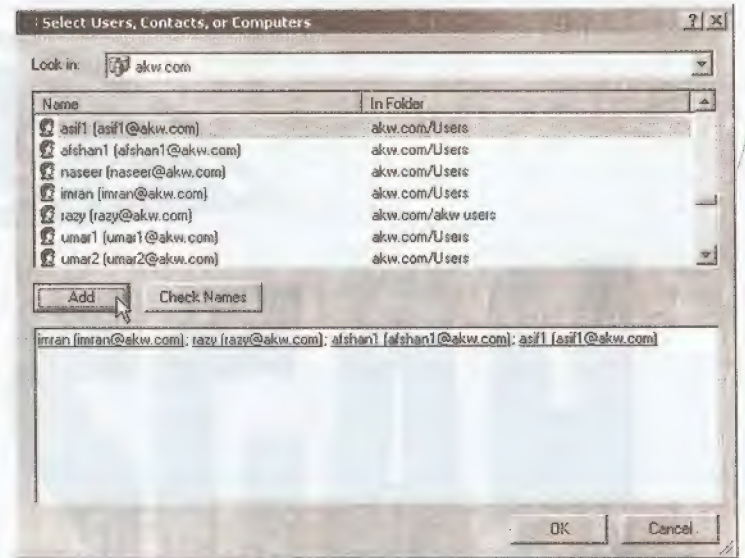 Select Users, Contacts, or Computers
Look in: akw.com
Name In Folder
asif1 (asif1@akw.com) akw.com/Users
afshan1 (afshan1@akw.com) akw.com/Users
naseer (naseer@akw.com) akw.com/Users
imran (imran@akw.com) akw.com/Users
razy (razy@akw.com) akw.com/akw users
umar1 (umar1@akw.com) akw.com/Users
umar2 (umar2@akw.com) akw.com/Users
Add Check Names
imran (imran@akw.com); razy (razy@akw.com); afshan1 (afshan1@akw.com); asif1 (asif1@akw.com)
OK Cancel